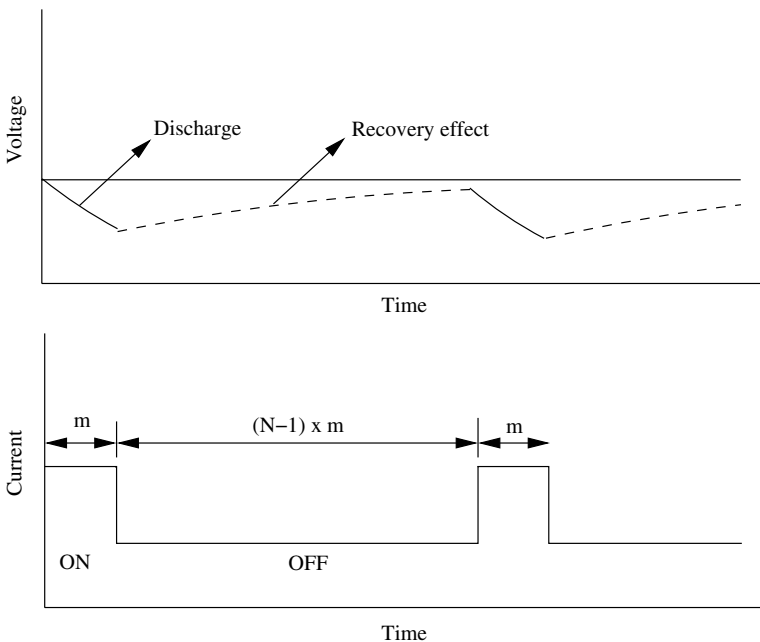 Voltage
Discharge
Recovery effect
Time
Current
m
(N−1) x m
m
ON
OFF
Time